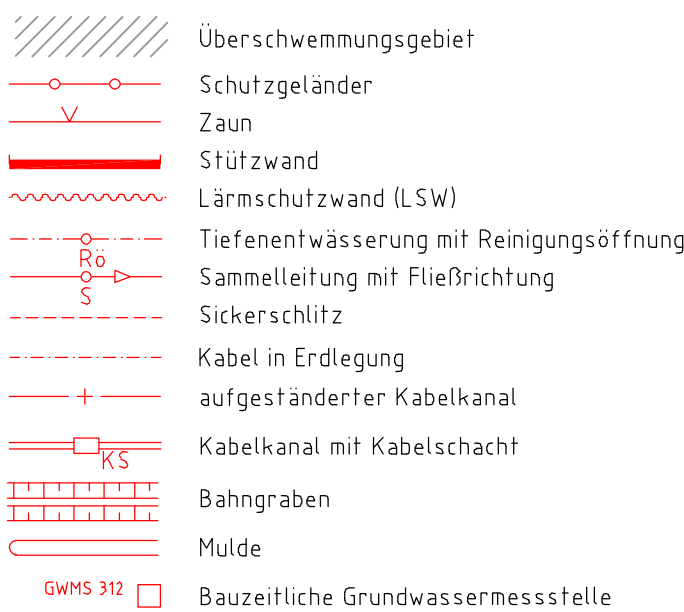 Überschwemmungsgebiet
Schutzgeländer
Zaun
Stützwand
Lärmschutzwand (LSW)
Tiefenentwässerung mit Reinigungsöffnung
Rö
Sammelleitung mit Fließrichtung
S
Sickerschlitz
Kabel in Erdlegung
aufgeständerter Kabelkanal
Kabelkanal mit Kabelschacht
KS
Bahngraben
Mulde
GWMS 312 Bauzeitliche Grundwassermessstelle